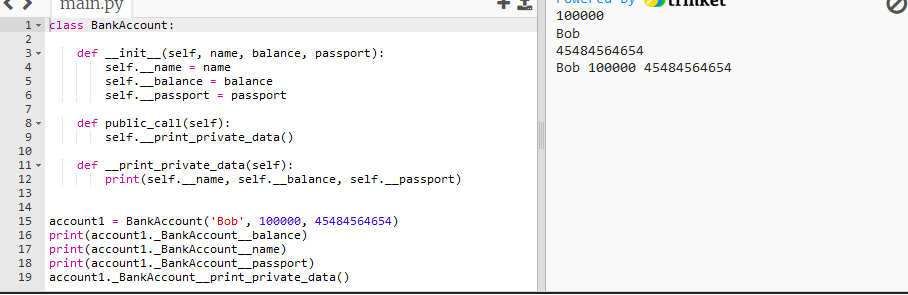 main.py
Powered by trinket
1 class BankAccount:
2
3     def __init__(self, name, balance, passport):
4         self.__name = name
5         self.__balance = balance
6         self.__passport = passport
7
8     def public_call(self):
9         self.__print_private_data()
10
11     def __print_private_data(self):
12         print(self.__name, self.__balance, self.__passport)
13
14
15 account1 = BankAccount('Bob', 100000, 45484564654)
16 print(account1._BankAccount__balance)
17 print(account1._BankAccount__name)
18 print(account1._BankAccount__passport)
19 account1._BankAccount__print_private_data()
100000
Bob
45484564654
Bob 100000 45484564654